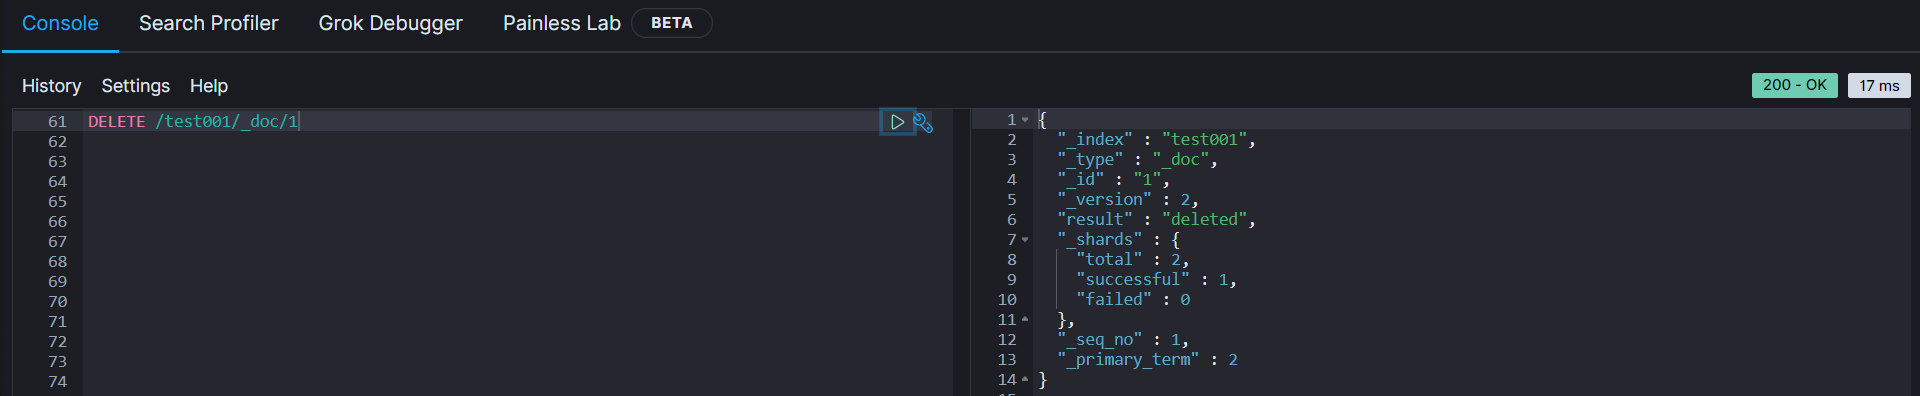 Console Search Profiler Grok Debugger Painless Lab BETA
History Settings Help 200 - OK 17 ms
61 DELETE /test001/_doc/1
62
63
64
65
66
67
68
69
70
71
72
73
74
1 {
2 "_index" : "test001",
3 "_type" : "_doc",
4 "_id" : "1",
5 "_version" : 2,
6 "result" : "deleted",
7 "_shards" : {
8 "total" : 2,
9 "successful" : 1,
10 "failed" : 0
11 },
12 "_seq_no" : 1,
13 "_primary_term" : 2
14 }